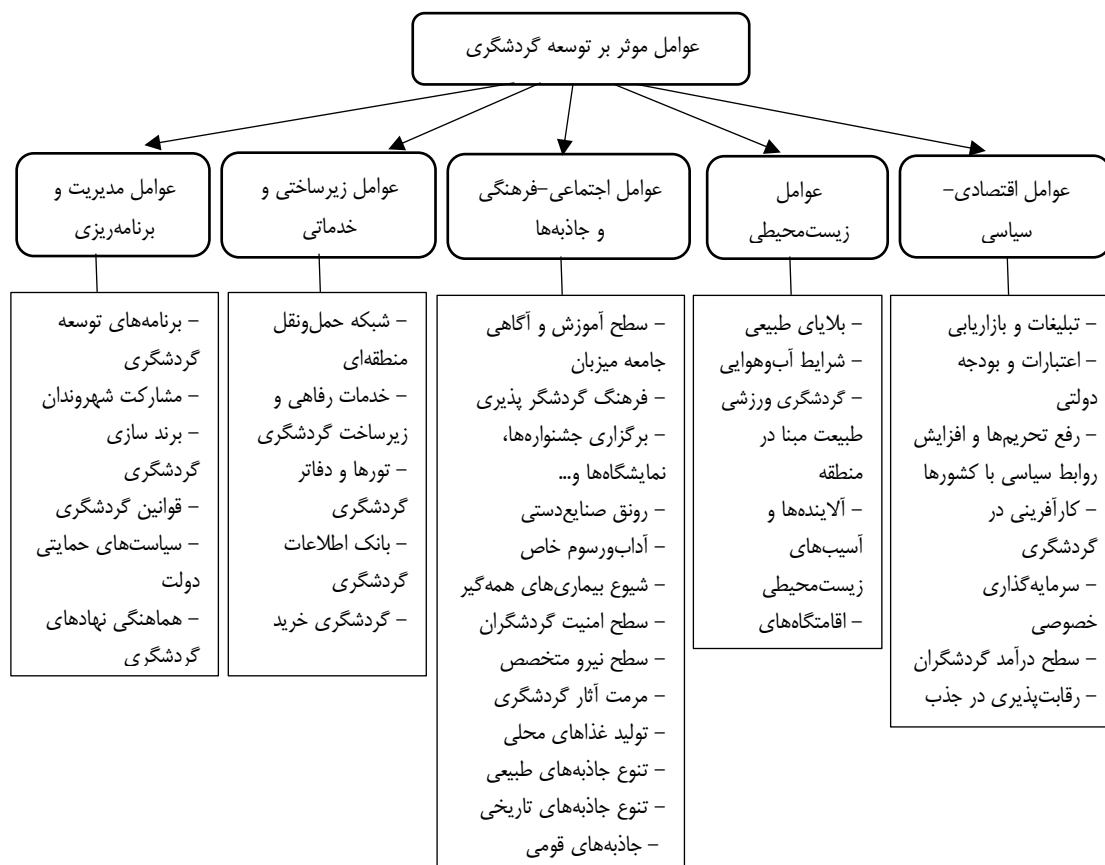 عوامل موثر بر توسعه گردشگری
عوامل اقتصادی-
سیاسی
- تبلیغات و بازاریابی
- اعتبارات و بودجه
دولتی
- رفع تحریم‌ها و افزایش
روابط سیاسی با کشورها
- کارآفرینی در
گردشگری
- سرمایه‌گذاری
خصوصی
- سطح درآمد گردشگران
- رقابت‌پذیری در جذب
عوامل
زیست‌محیطی
- بلایای طبیعی
- شرایط آب‌وهوایی
- گردشگری ورزشی
طبیعت مبنا در
منطقه
- آلاینده‌ها و
آسیب‌های
زیست‌محیطی
- اقامتگاه‌های
عوامل اجتماعی-فرهنگی
و جاذبه‌ها
- سطح آموزش و آگاهی
جامعه میزبان
- فرهنگ گردشگر پذیری
- برگزاری جشنواره‌ها،
نمایشگاه‌ها و...
- رونق صنایع‌دستی
- آداب‌ورسوم خاص
- شیوع بیماری‌های همه‌گیر
- سطح امنیت گردشگران
- سطح نیرو متخصص
- مرمت آثار گردشگری
- تولید غذاهای محلی
- تنوع جاذبه‌های طبیعی
- تنوع جاذبه‌های تاریخی
- جاذبه‌های قومی
عوامل زیرساختی و
خدماتی
- شبکه حمل‌ونقل
منطقه‌ای
- خدمات رفاهی و
زیرساخت گردشگری
- تورها و دفاتر
گردشگری
- بانک اطلاعات
گردشگری
- گردشگری خرید
عوامل مدیریت و
برنامه‌ریزی
- برنامه‌های توسعه
گردشگری
- مشارکت شهروندان
- برند سازی
گردشگری
- قوانین گردشگری
- سیاست‌های حمایتی
دولت
- هماهنگی نهادهای
گردشگری